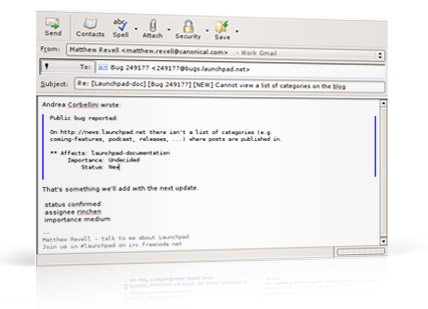 Send Contacts Spell Attach Security Save
From: Matthew Revell <matthew.revell@canonical.com> - Work Gmail
To: Bug 249177 <249177@bugs.launchpad.net>
Subject: Re: [Launchpad-doc] [Bug 249177] [NEW] Cannot view a list of categories on the blog
Andrea Corbellini wrote:
Public bug reported:
On http://news.launchpad.net there isn't a list of categories (e.g.
coming-features, podcast, releases, ...) where posts are published in.
** Affects: launchpad-documentation
Importance: Undecided
Status: New
That's something we'll add with the next update.
status confirmed
assignee rinchen
importance medium
--
Matthew Revell - talk to me about Launchpad
Join us in #launchpad on irc.freenode.net